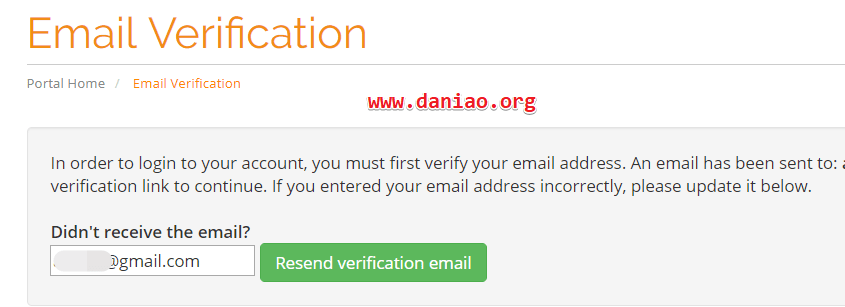 Email Verification
Portal Home / Email Verification
www.daniao.org
In order to login to your account, you must first verify your email address. An email has been sent to:
verification link to continue. If you entered your email address incorrectly, please update it below.
Didn't receive the email?
@gmail.com Resend verification email